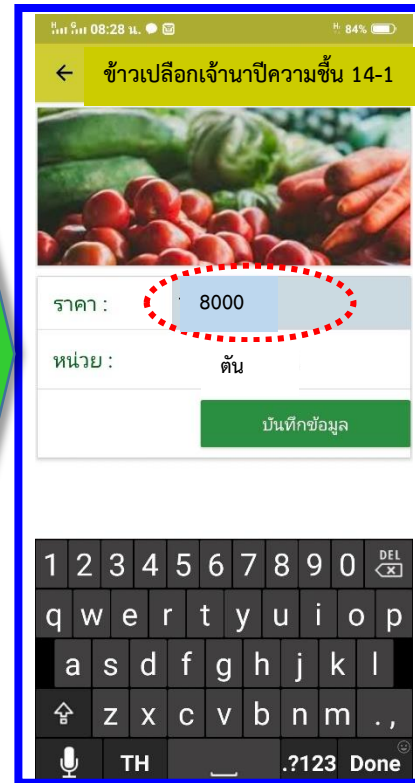 08:28 น. 84%
ข้าวเปลือกเจ้านาปีความชื้น 14-1
ราคา : 8000
หน่วย : ตัน
บันทึกข้อมูล
1 2 3 4 5 6 7 8 9 0 DEL
q w e r t y u i o p
a s d f g h j k l
z x c v b n m . ,
TH .?123 Done